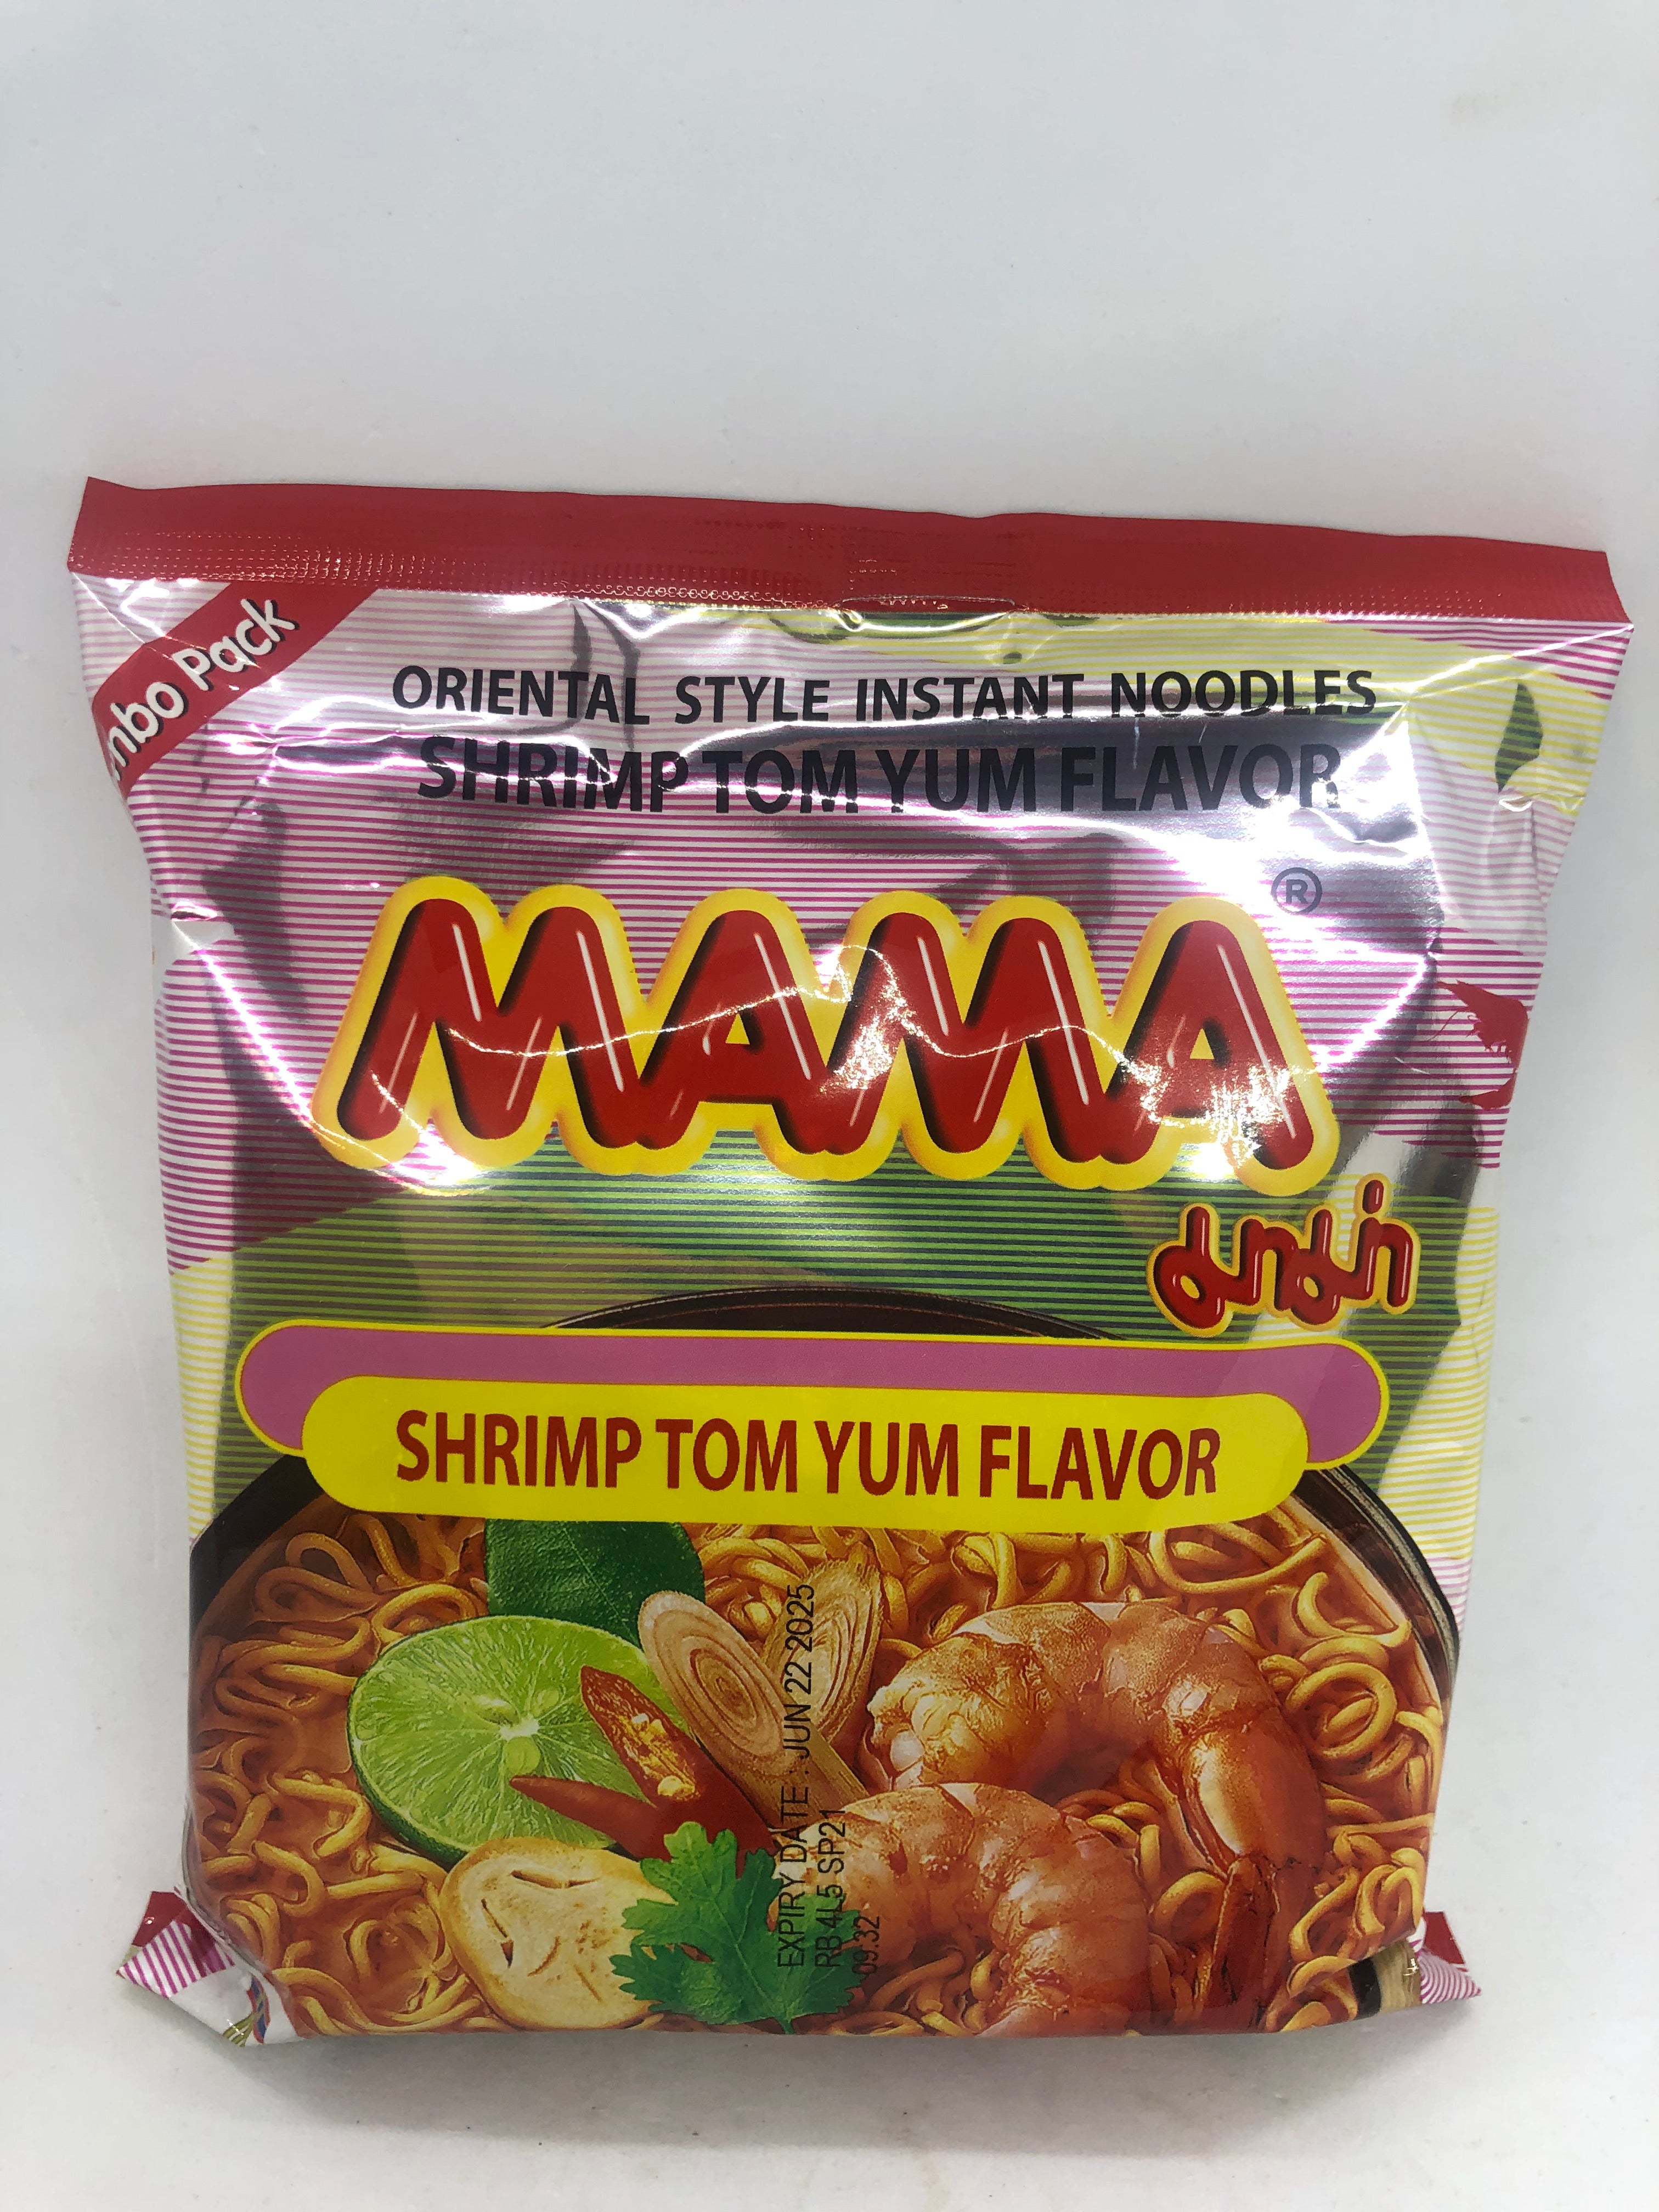 Pack
ORIENTAL STYLE INSTANT NOODLES
SHRIMP TOM YUM FLAVOR
MAMA®
มาม่า
SHRIMP TOM YUM FLAVOR
EXPIRY DATE : JUN 22 2025
RB 4L5 SP21
09:32